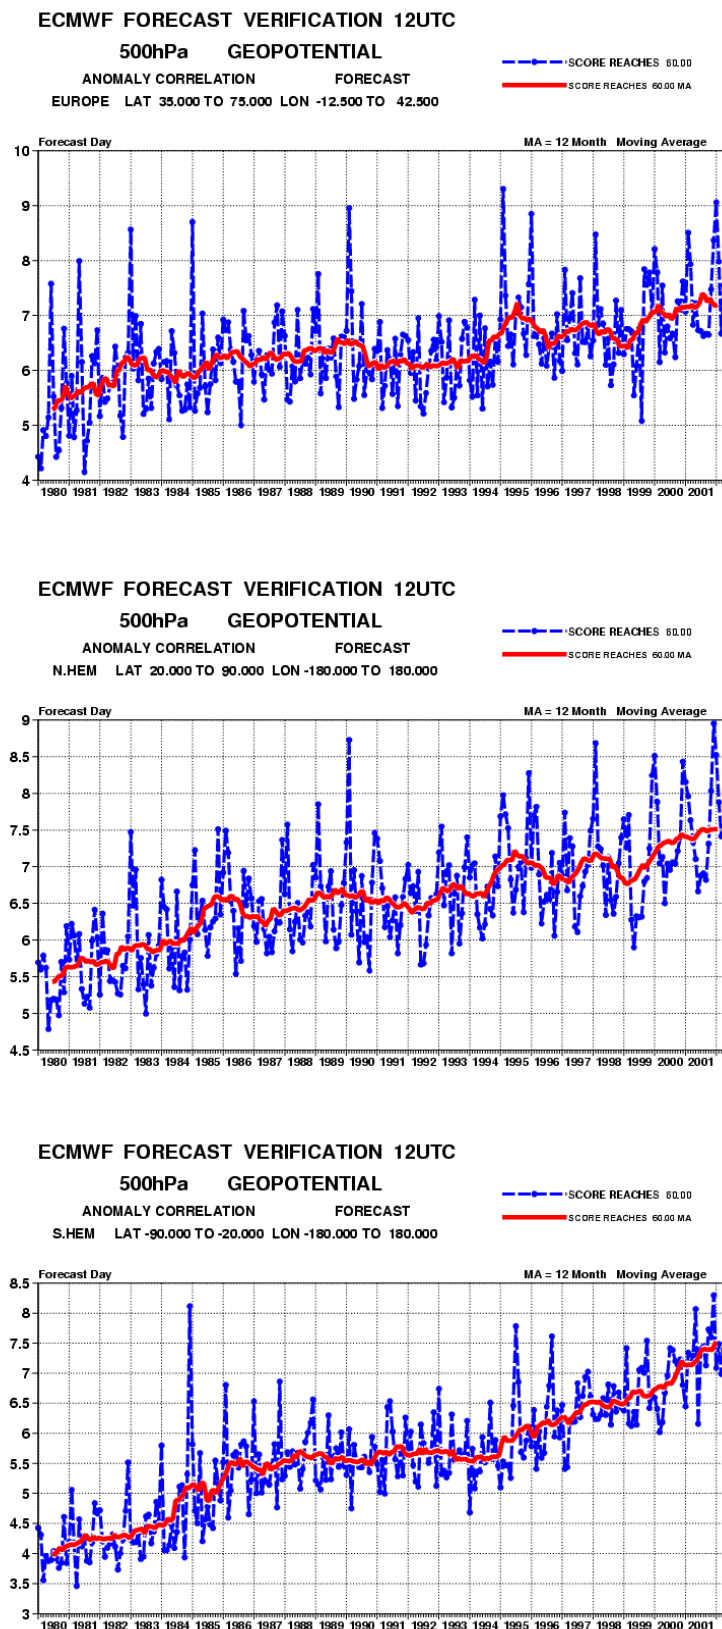 ECMWF FORECAST VERIFICATION 12UTC
500hPa GEOPOTENTIAL
ANOMALY CORRELATION FORECAST
EUROPE LAT 35.000 TO 75.000 LON -12.500 TO 42.500
SCORE REACHES 60.00
SCORE REACHES 60.00 MA
Forecast Day MA = 12 Month Moving Average
10
9
8
7
6
5
4
1980 1981 1982 1983 1984 1985 1986 1987 1988 1989 1990 1991 1992 1993 1994 1995 1996 1997 1998 1999 2000 2001
ECMWF FORECAST VERIFICATION 12UTC
500hPa GEOPOTENTIAL
ANOMALY CORRELATION FORECAST
N.HEM LAT 20.000 TO 90.000 LON -180.000 TO 180.000
SCORE REACHES 60.00
SCORE REACHES 60.00 MA
Forecast Day MA = 12 Month Moving Average
9
8.5
8
7.5
7
6.5
6
5.5
5
4.5
1980 1981 1982 1983 1984 1985 1986 1987 1988 1989 1990 1991 1992 1993 1994 1995 1996 1997 1998 1999 2000 2001
ECMWF FORECAST VERIFICATION 12UTC
500hPa GEOPOTENTIAL
ANOMALY CORRELATION FORECAST
S.HEM LAT -90.000 TO -20.000 LON -180.000 TO 180.000
SCORE REACHES 60.00
SCORE REACHES 60.00 MA
Forecast Day MA = 12 Month Moving Average
8.5
8
7.5
7
6.5
6
5.5
5
4.5
4
3.5
3
1980 1981 1982 1983 1984 1985 1986 1987 1988 1989 1990 1991 1992 1993 1994 1995 1996 1997 1998 1999 2000 2001